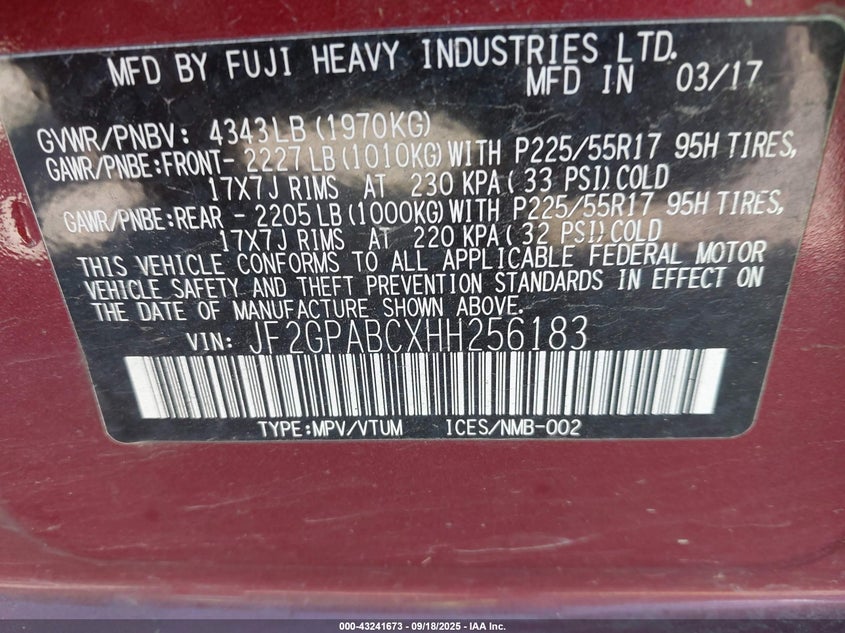 MFD BY FUJI HEAVY INDUSTRIES LTD.
MFD IN 03/17
GVWR/PNBV: 4343LB(1970KG)
GAWR/PNBE:FRONT- 2227LB(1010KG)WITH P225/55R17 95H TIRES,
17X7J RIMS AT 230 KPA(33 PSI)COLD
GAWR/PNBE:REAR - 2205LB(1000KG)WITH P225/55R17 95H TIRES,
17X7J RIMS AT 220 KPA(32 PSI)COLD
THIS VEHICLE CONFORMS TO ALL APPLICABLE FEDERAL MOTOR
VEHICLE SAFETY AND THEFT PREVENTION STANDARDS IN EFFECT ON
THE DATE OF MANUFACTURE SHOWN ABOVE.
VIN: JF2GPABCXHH256183
TYPE:MPV/VTUM ICES/NMB-002
000-43241673 - 09/18/2025 - IAA Inc.